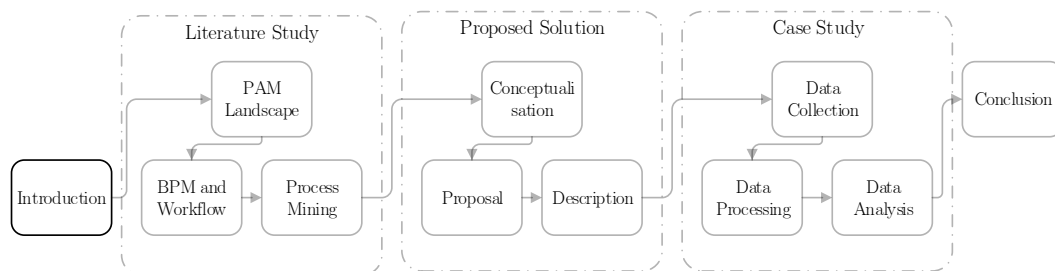 Introduction
Literature Study
PAM
Landscape
BPM and
Workflow
Process
Mining
Proposed Solution
Conceptuali
sation
Proposal
Description
Case Study
Data
Collection
Data
Processing
Data
Analysis
Conclusion